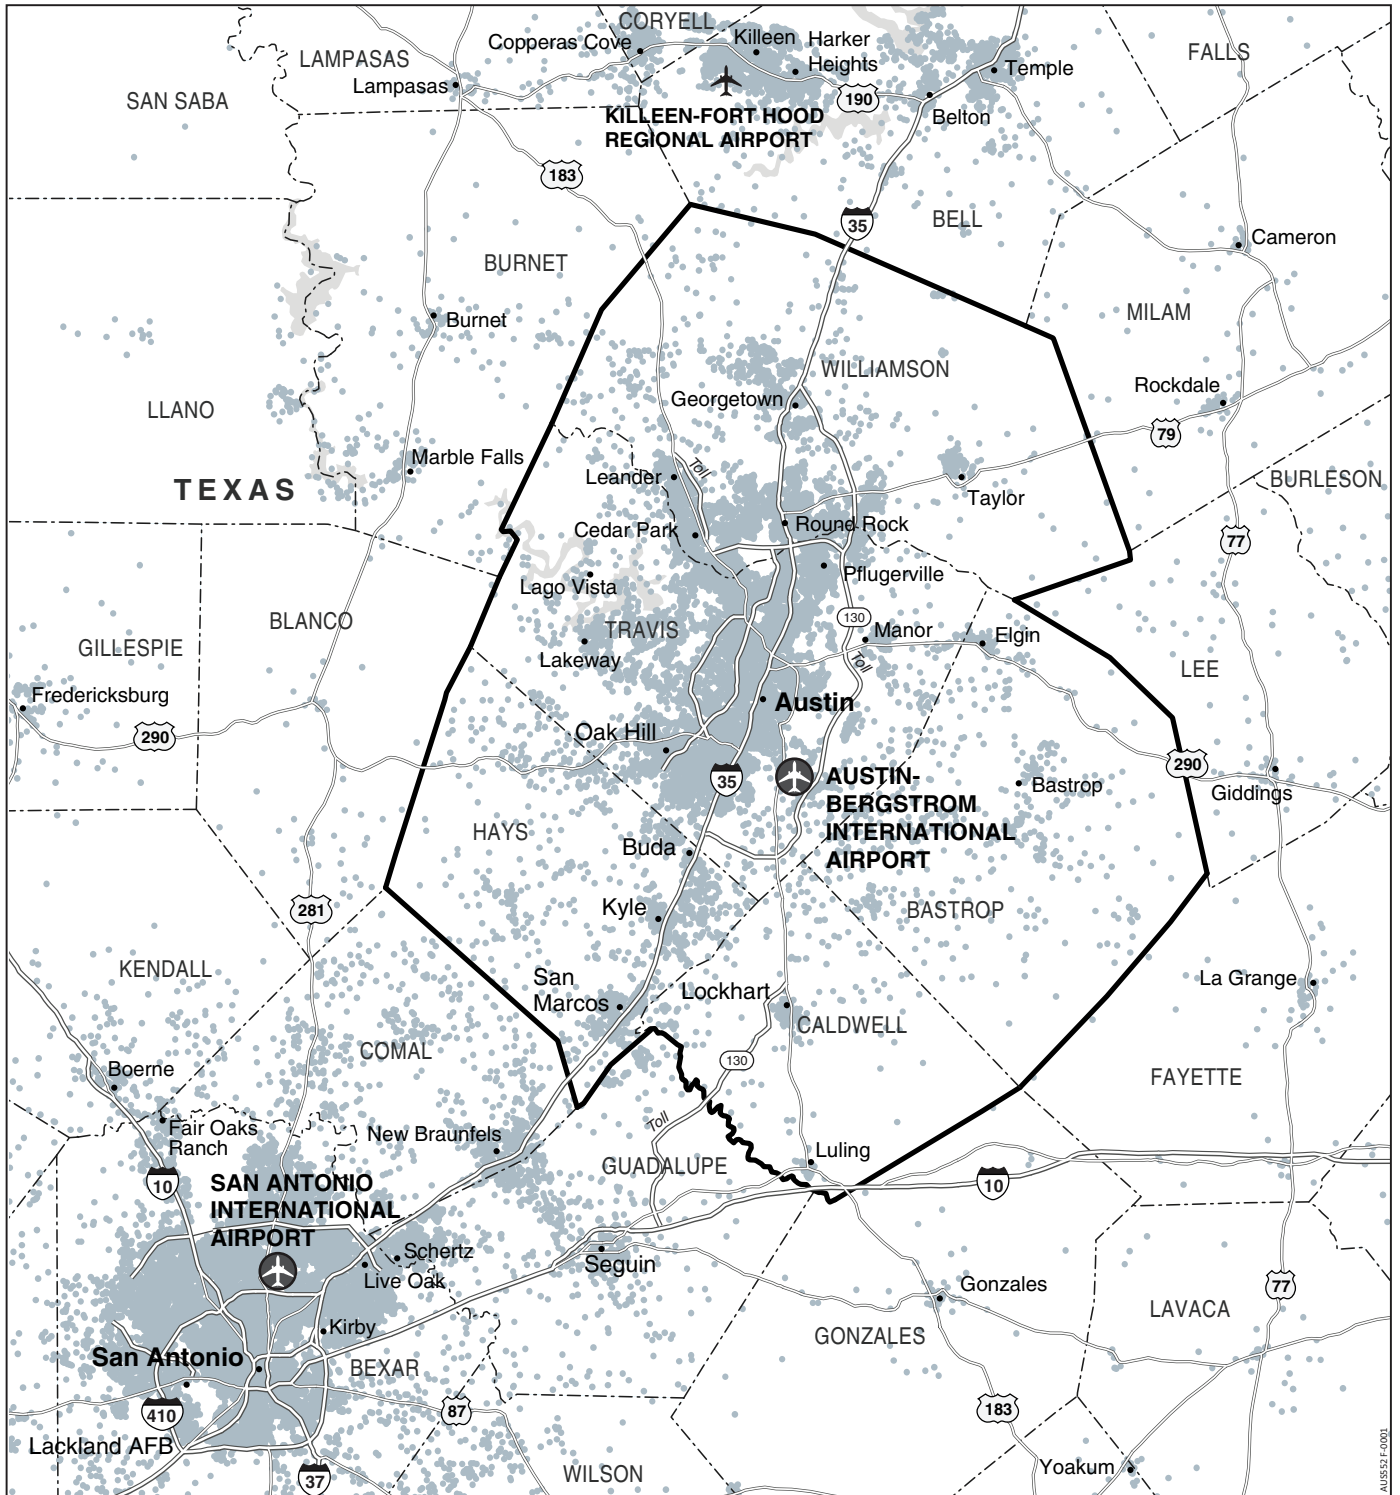 CORYELL
Copperas Cove
Killeen
Harker
Heights
LAMPASAS
FALLS
Lampasas
Temple
SAN SABA
190
Belton
KILLEEN-FORT HOOD
REGIONAL AIRPORT
183
35
BELL
Cameron
BURNET
MILAM
Burnet
WILLIAMSON
Rockdale
Georgetown
LLANO
79
Marble Falls
Toll
Leander
BURLESON
TEXAS
Taylor
Round Rock
Cedar Park
77
Pflugerville
Lago Vista
130
BLANCO
TRAVIS
Manor
Elgin
GILLESPIE
Lakeway
Toll
LEE
Fredericksburg
Austin
290
Oak Hill
290
35
AUSTIN-
BERGSTROM
INTERNATIONAL
AIRPORT
Bastrop
Giddings
HAYS
Buda
281
Kyle
BASTROP
KENDALL
San
Marcos
Lockhart
La Grange
CALDWELL
COMAL
130
Boerne
FAYETTE
Toll
Fair Oaks
Ranch
New Braunfels
Luling
GUADALUPE
10
SAN ANTONIO
INTERNATIONAL
AIRPORT
10
Schertz
Live Oak
Seguin
Gonzales
77
LAVACA
Kirby
GONZALES
San Antonio
BEXAR
410
87
183
Lackland AFB
37
WILSON
Yoakum
AUS552 F-0001